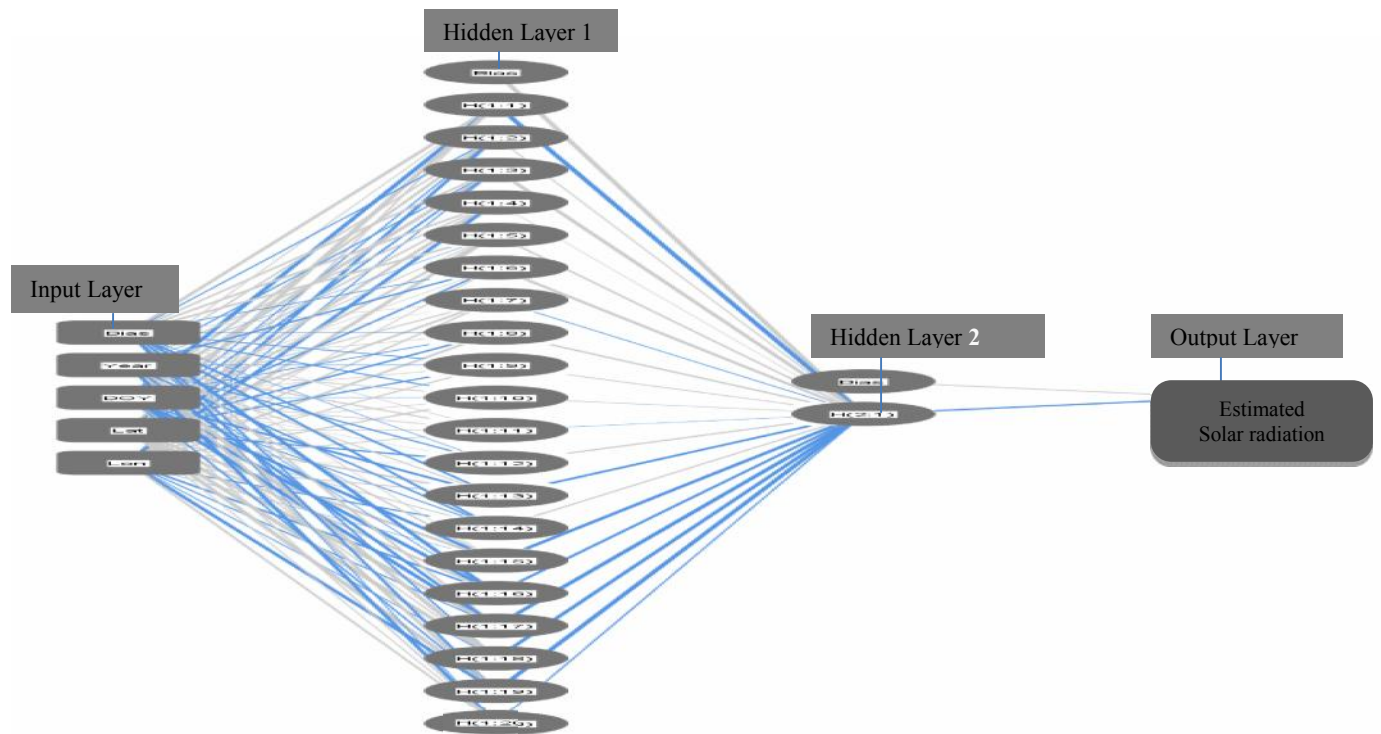 Hidden Layer 1
Bias
H(1:1)
H(1:2)
H(1:3)
H(1:4)
H(1:5)
H(1:6)
H(1:7)
H(1:8)
H(1:9)
H(1:10)
H(1:11)
H(1:12)
H(1:13)
H(1:14)
H(1:15)
H(1:16)
H(1:17)
H(1:18)
H(1:19)
H(1:20)
Input Layer
Bias
Year
DOY
Lat
Lon
Hidden Layer 2
Bias
H(2:1)
Output Layer
Estimated
Solar radiation